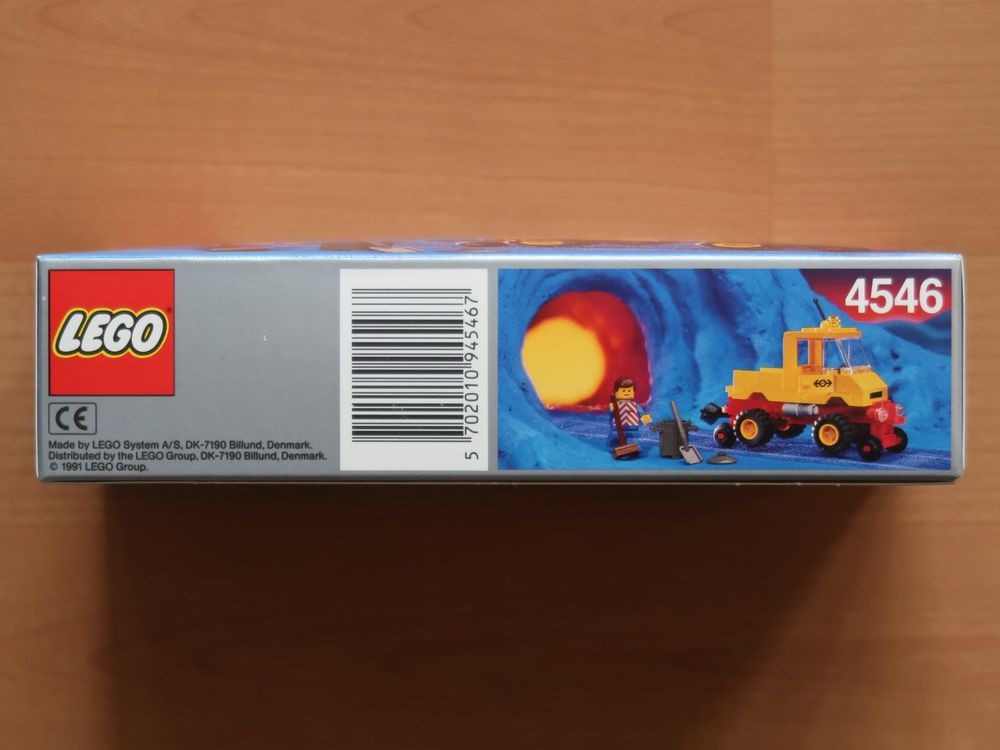 LEGO®
CE
Made by LEGO System A/S, DK-7190 Billund, Denmark.
Distributed by the LEGO Group, DK-7190 Billund, Denmark.
© 1991 LEGO Group.
5 702010 945467
4546